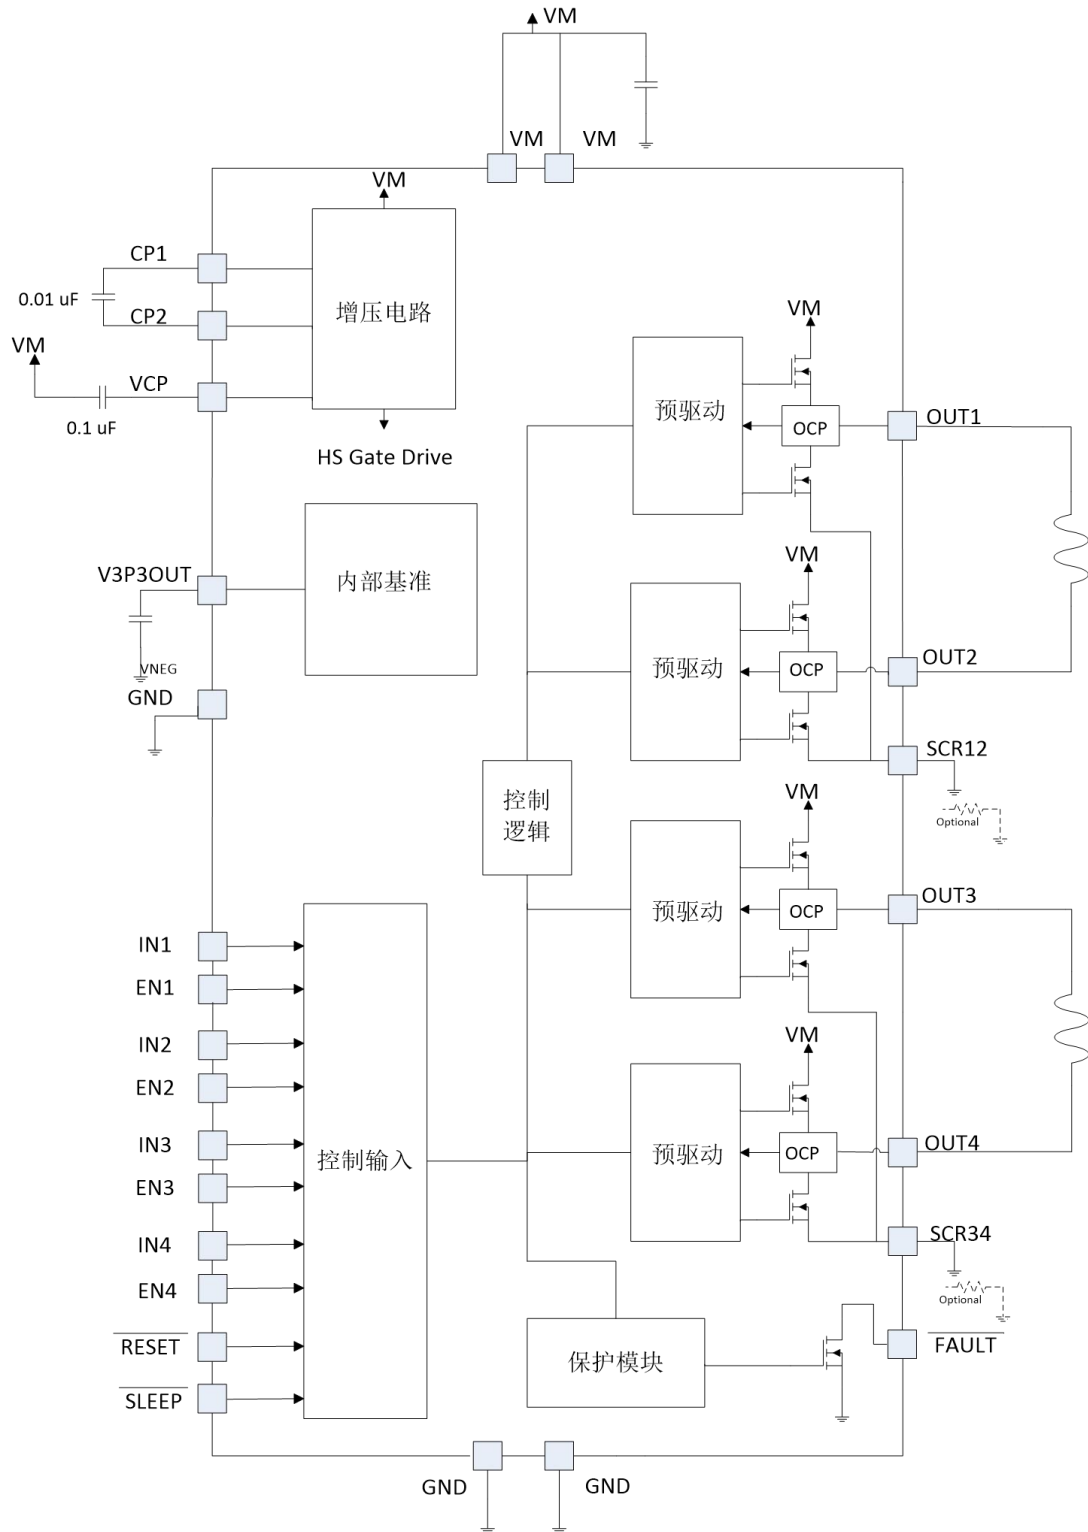 VM
VM
VM
VM
CP1
0.01 uF
CP2
VM
VCP
0.1 uF
增压电路
HS Gate Drive
V3P3OUT
VNEG
GND
内部基准
VM
预驱动
OCP
OUT1
VM
预驱动
OCP
OUT2
SCR12
Optional
控制
逻辑
VM
预驱动
OCP
OUT3
VM
预驱动
OCP
OUT4
SCR34
Optional
IN1
EN1
IN2
EN2
IN3
EN3
IN4
EN4
RESET
SLEEP
控制输入
保护模块
FAULT
GND
GND